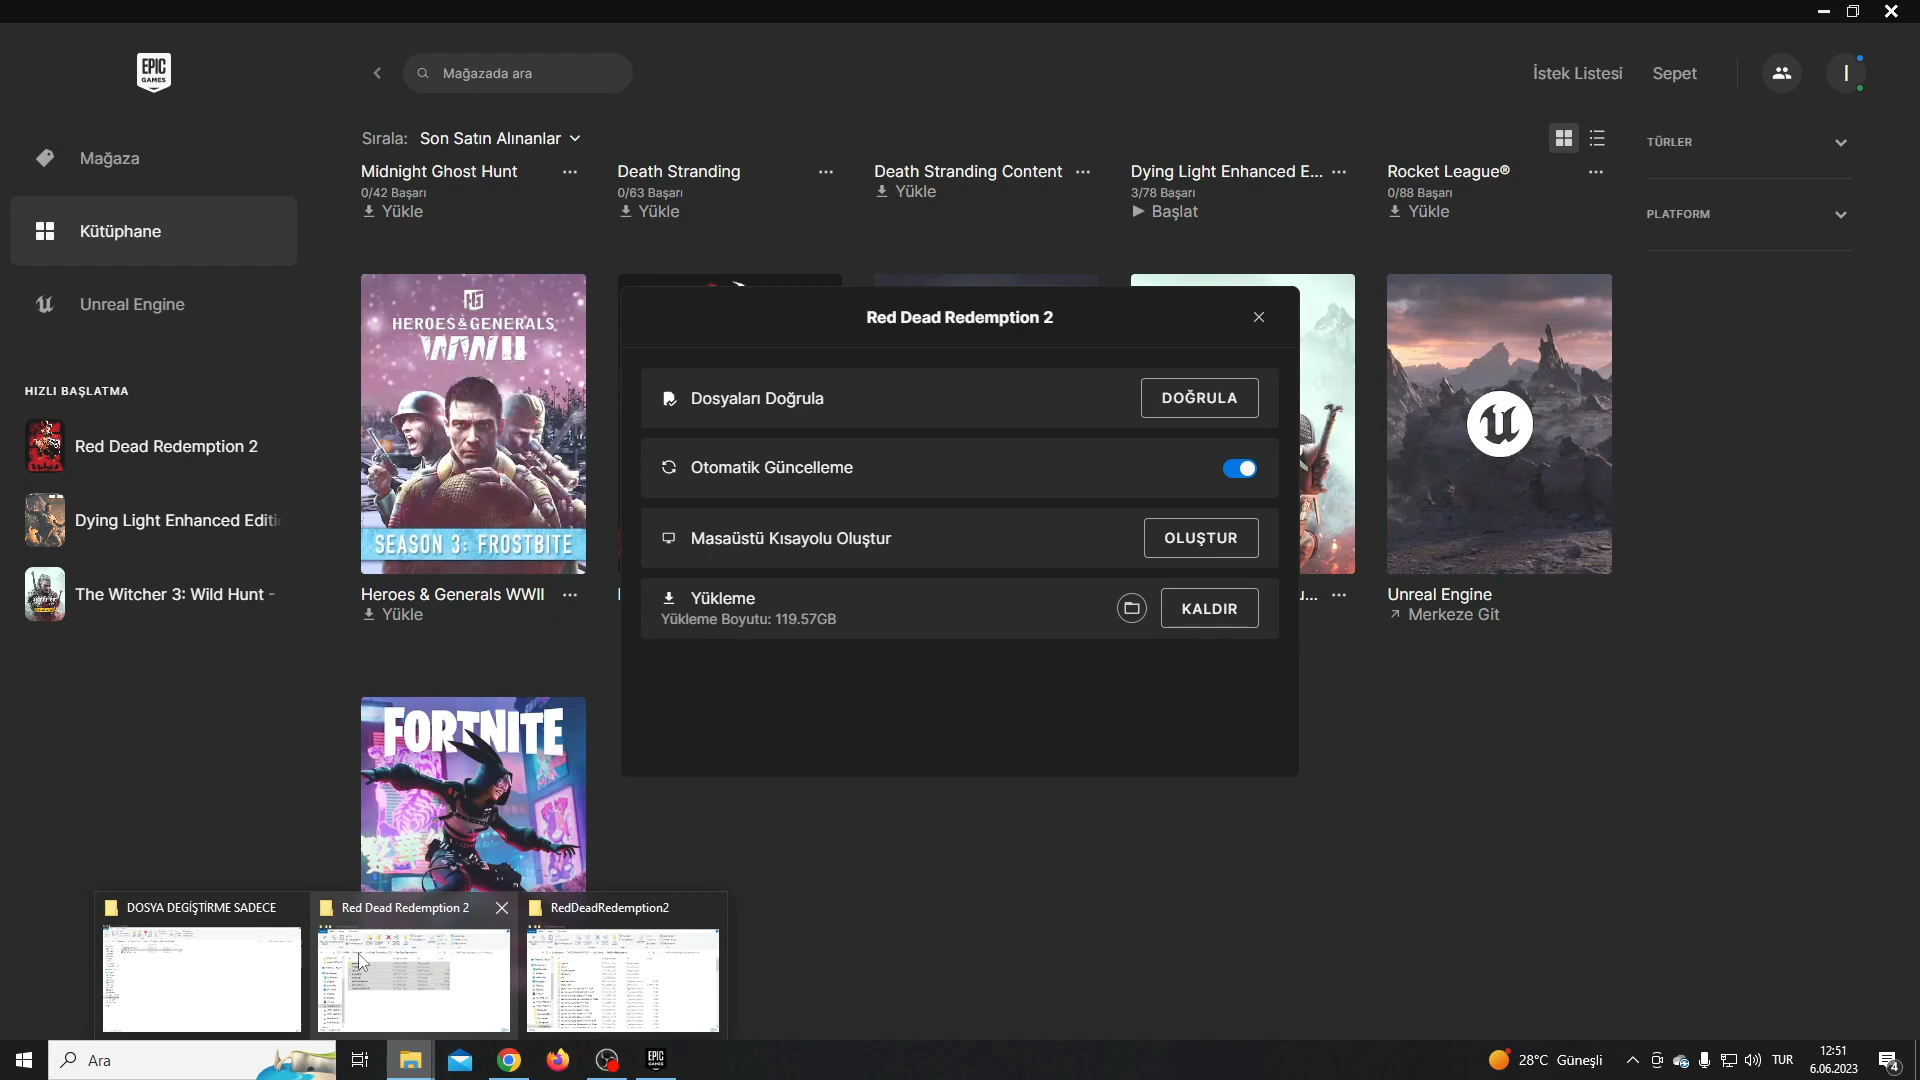 EPIC
GAMES
Mağazada ara
İstek Listesi
Sepet
I
Mağaza
Kütüphane
Unreal Engine
HIZLI BAŞLATMA
Red Dead Redemption 2
Dying Light Enhanced Editi
The Witcher 3: Wild Hunt -
Sırala: Son Satın Alınanlar
TÜRLER
PLATFORM
Midnight Ghost Hunt
0/42 Başarı
Yükle
Death Stranding
0/63 Başarı
Yükle
Death Stranding Content
Yükle
Dying Light Enhanced E...
3/78 Başarı
Başlat
Rocket League®
0/88 Başarı
Yükle
HEROES & GENERALS
WWII
SEASON 3: FROSTBITE
Heroes & Generals WWII
Yükle
Red Dead Redemption 2
Dosyaları Doğrula
DOĞRULA
Otomatik Güncelleme
Masaüstü Kısayolu Oluştur
OLUŞTUR
Yükleme
Yükleme Boyutu: 119.57GB
KALDIR
Unreal Engine
Merkeze Git
FORTNITE
DOSYA DEGİŞTİRME SADECE
Red Dead Redemption 2
RedDeadRedemption2
Ara
EPIC
GAMES
28°C Güneşli
TUR
12:51
6.06.2023
4